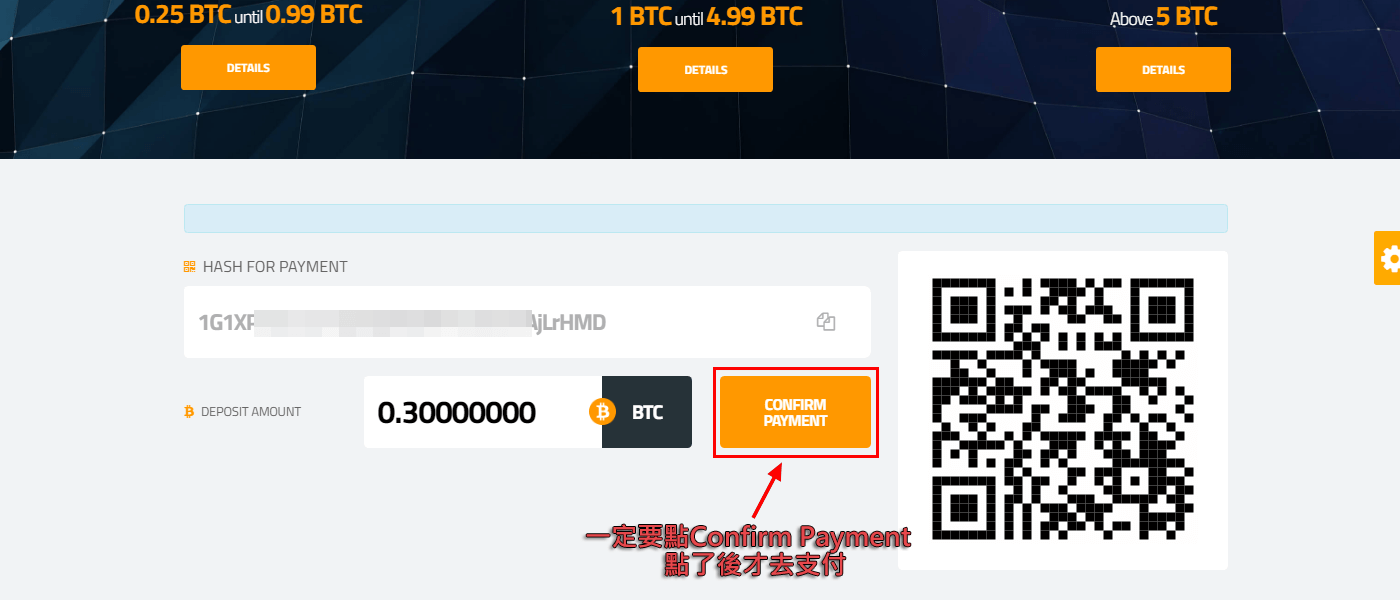 0.25 BTC until 0.99 BTC
1 BTC until 4.99 BTC
Above 5 BTC
DETAILS
DETAILS
DETAILS
HASH FOR PAYMENT
1G1XP
AjLrHMD
DEPOSIT AMOUNT
0.30000000
BTC
CONFIRM
PAYMENT
一定要點Confirm Payment
點了後才去支付